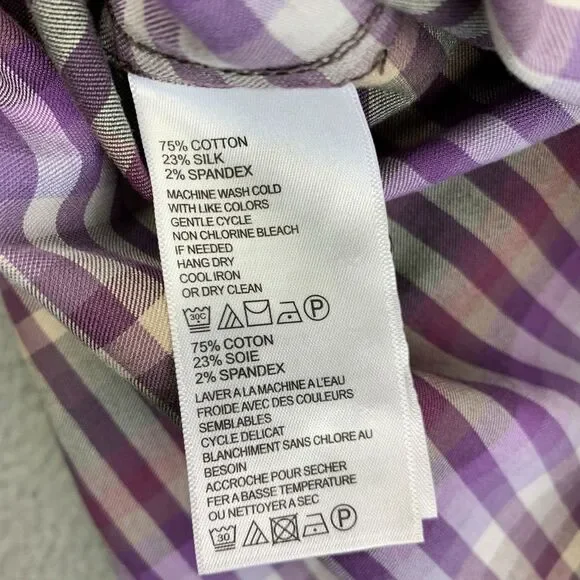 75% COTTON
23% SILK
2% SPANDEX
MACHINE WASH COLD
WITH LIKE COLORS
GENTLE CYCLE
NON CHLORINE BLEACH
IF NEEDED
HANG DRY
COOL IRON
OR DRY CLEAN
30C P
75% COTON
23% SOIE
2% SPANDEX
LAVER A LA MACHINE A L'EAU
FROIDE AVEC DES COULEURS
SEMBLABLES
CYCLE DELICAT
BLANCHIMENT SANS CHLORE AU
BESOIN
ACCROCHE POUR SECHER
FER A BASSE TEMPERATURE
OU NETTOYER A SEC
30 P